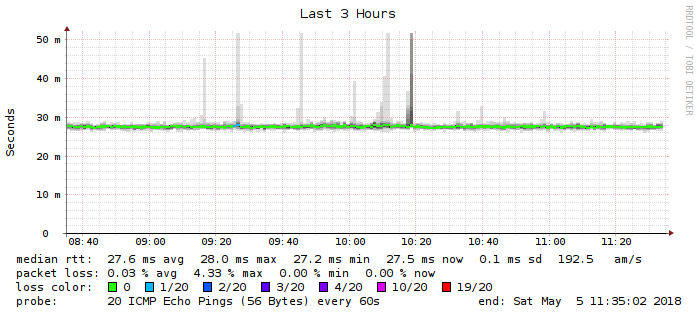 Last 3 Hours
RRDTOOL / TOBI OETIKER
Seconds
50 m
40 m
30 m
20 m
10 m
0
08:40 09:00 09:20 09:40 10:00 10:20 10:40 11:00 11:20
median rtt: 27.6 ms avg 28.0 ms max 27.2 ms min 27.5 ms now 0.1 ms sd 192.5 am/s
packet loss: 0.03 % avg 4.33 % max 0.00 % min 0.00 % now
loss color: 0 1/20 2/20 3/20 4/20 10/20 19/20
probe: 20 ICMP Echo Pings (56 Bytes) every 60s end: Sat May 5 11:35:02 2018